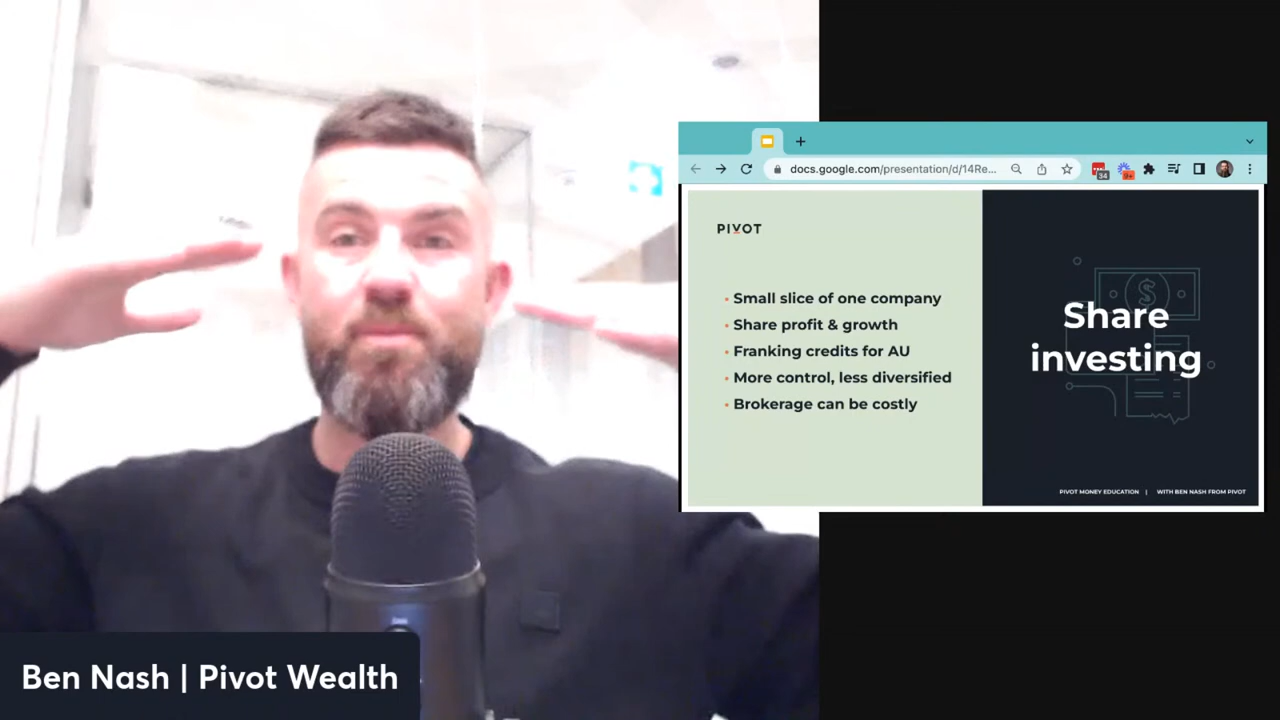 docs.google.com/presentation/d/14Re...
34
9+
PIVOT
• Small slice of one company
• Share profit & growth
• Franking credits for AU
• More control, less diversified
• Brokerage can be costly
Share
investing
PIVOT MONEY EDUCATION | WITH BEN NASH FROM PIVOT
Ben Nash | Pivot Wealth